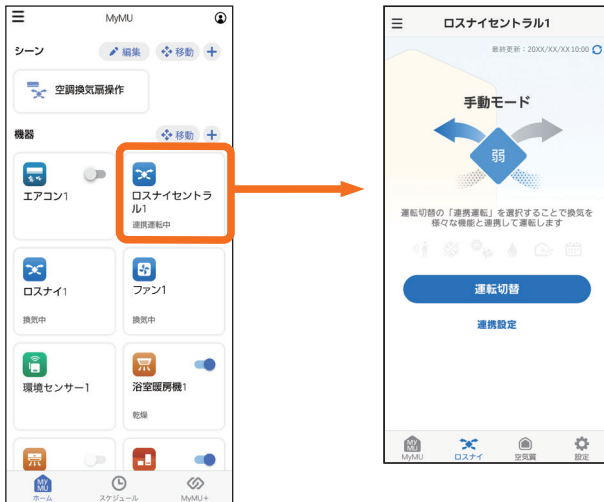 MyMU
シーン
編集
移動
空調換気扇操作
機器
移動
エアコン1
ロスナイセントラ
ル1
連携運転中
ロスナイ1
換気中
ファン1
換気中
環境センサー1
浴室暖房機1
乾燥
MY
MU
ホーム
スケジュール
MyMU+
ロスナイセントラル1
最終更新：20XX/XX/XX 10:00
手動モード
弱
運転切替の「連携運転」を選択することで換気を
様々な機能と連携して運転します
運転切替
連携設定
MY
MU
MyMU
ロスナイ
空気質
設定